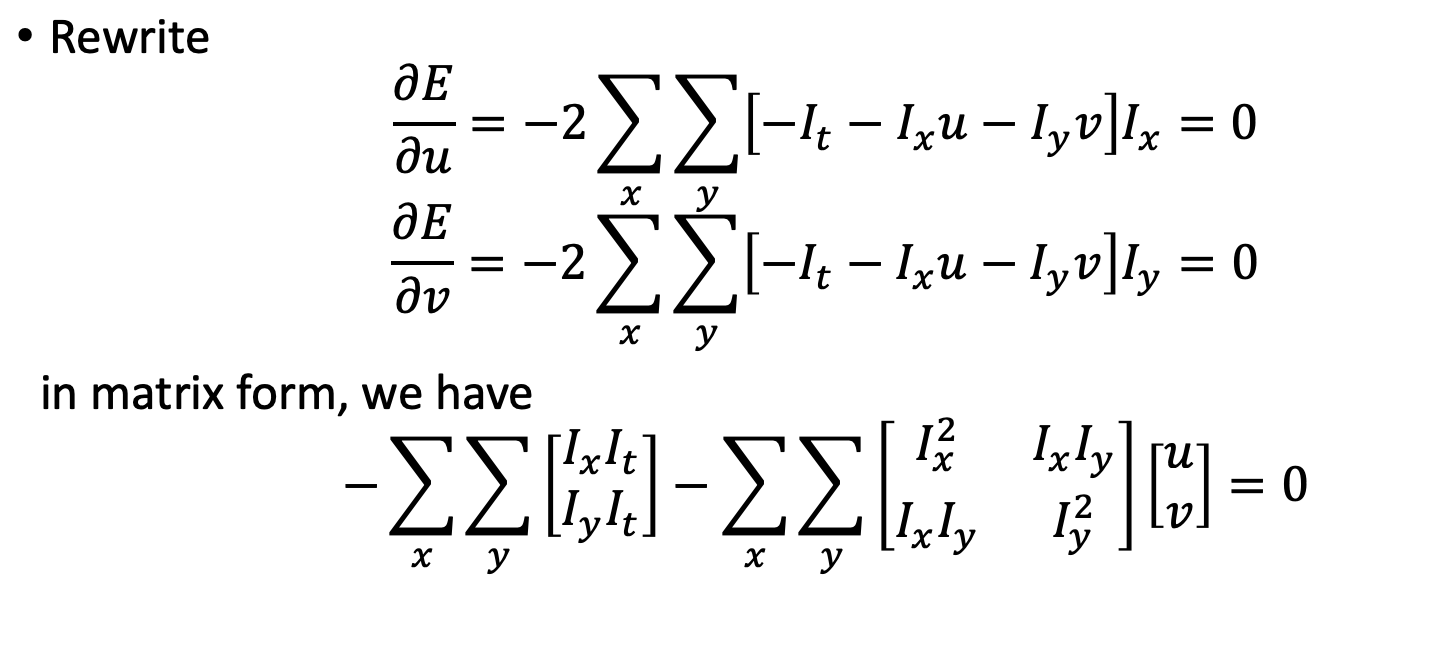 • Rewrite
∂E/∂u = −2 ∑_x ∑_y [−I_t − I_x u − I_y v] I_x = 0
∂E/∂v = −2 ∑_x ∑_y [−I_t − I_x u − I_y v] I_y = 0
in matrix form, we have
− ∑_x ∑_y [I_x I_t; I_y I_t] − ∑_x ∑_y [I_x^2 I_x I_y; I_x I_y I_y^2] [u; v] = 0